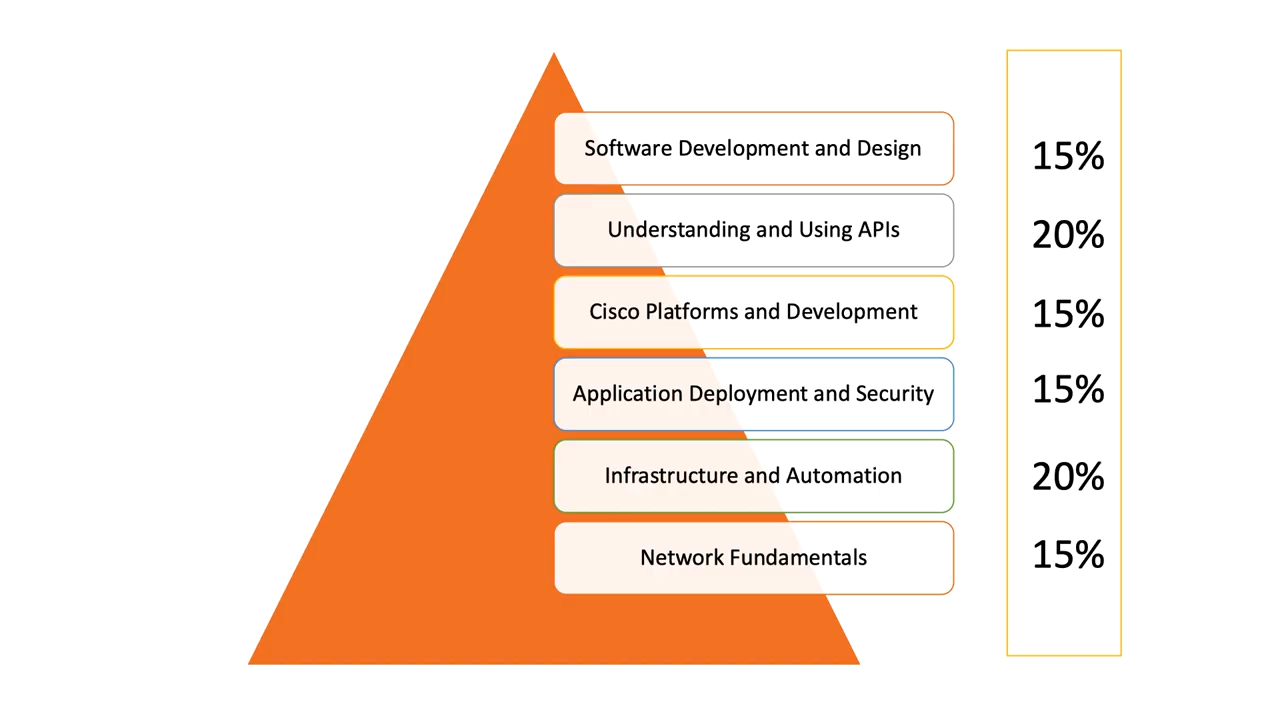 Software Development and Design 15%
Understanding and Using APIs 20%
Cisco Platforms and Development 15%
Application Deployment and Security 15%
Infrastructure and Automation 20%
Network Fundamentals 15%